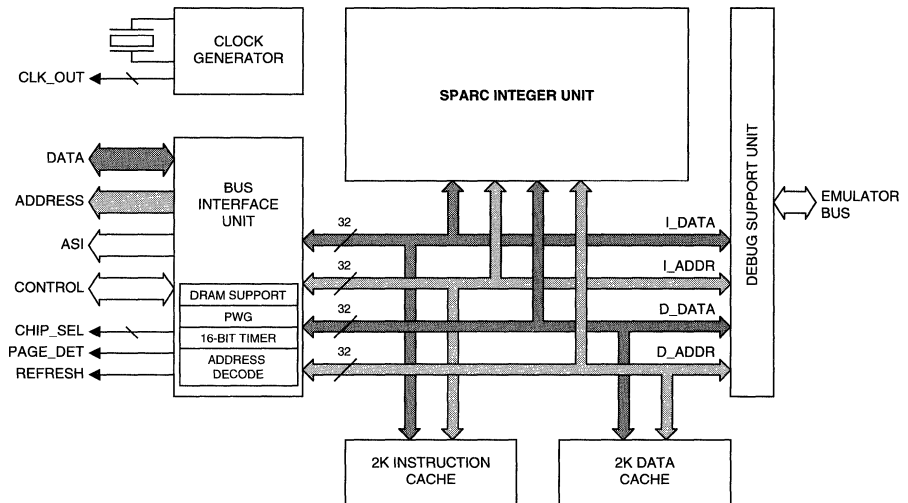 CLOCK
GENERATOR
CLK_OUT
SPARC INTEGER UNIT
DEBUG SUPPORT UNIT
EMULATOR
BUS
DATA
ADDRESS
ASI
CONTROL
CHIP_SEL
PAGE_DET
REFRESH
BUS
INTERFACE
UNIT
DRAM SUPPORT
PWG
16-BIT TIMER
ADDRESS
DECODE
32
I_DATA
32
I_ADDR
32
D_DATA
32
D_ADDR
2K INSTRUCTION
CACHE
2K DATA
CACHE